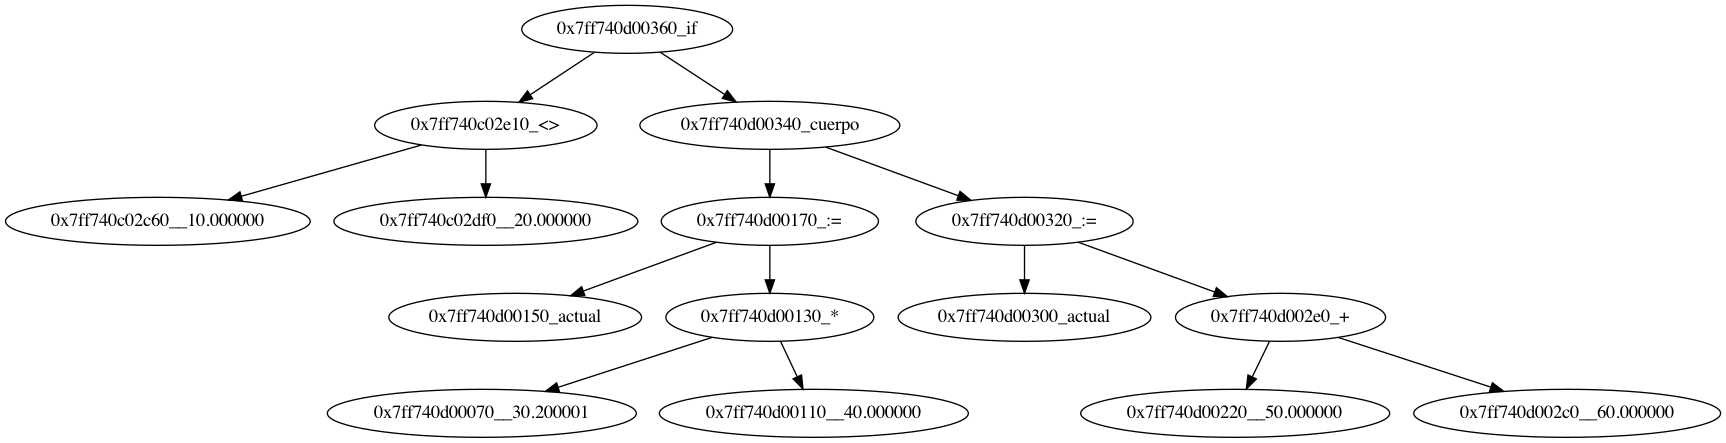 0x7ff740d00360_if
0x7ff740c02e10_<>
0x7ff740d00340_cuerpo
0x7ff740c02c60__10.000000
0x7ff740c02df0__20.000000
0x7ff740d00170_:=
0x7ff740d00320_:=
0x7ff740d00150_actual
0x7ff740d00130_*
0x7ff740d00300_actual
0x7ff740d002e0_+
0x7ff740d00070__30.200001
0x7ff740d00110__40.000000
0x7ff740d00220__50.000000
0x7ff740d002c0__60.000000